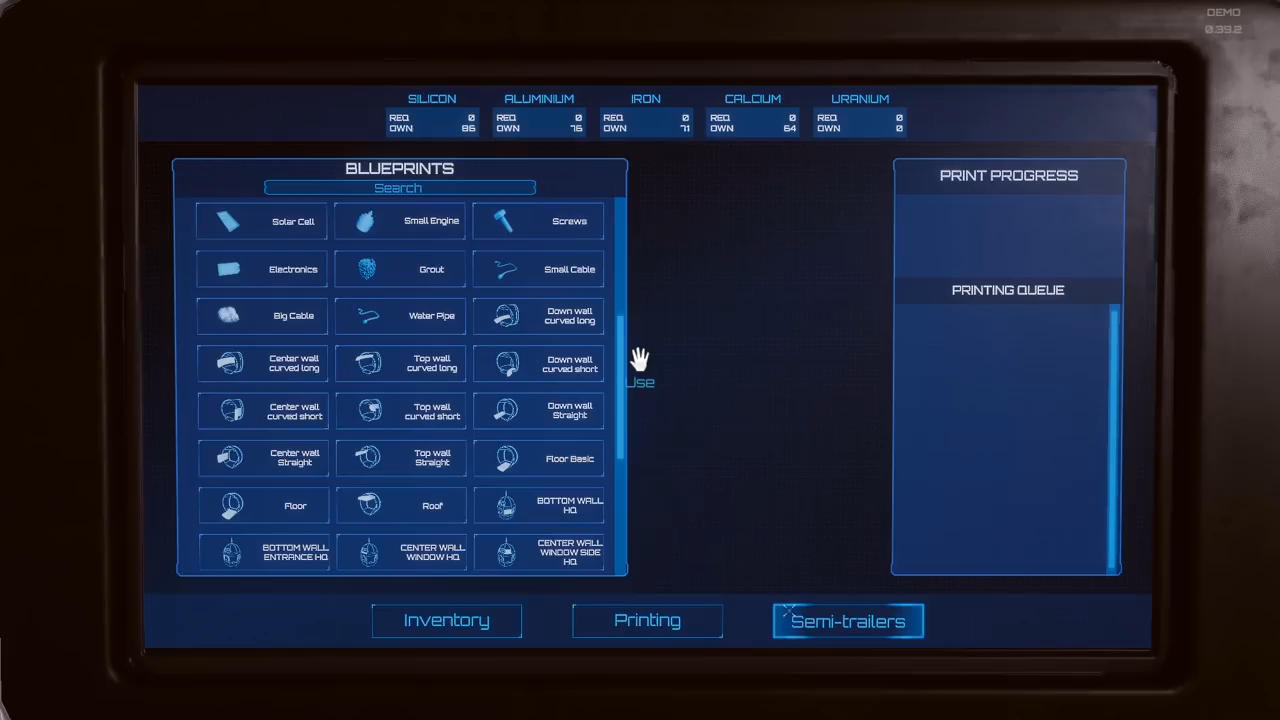 DEMO
0.39.2
SILICON
ALUMINIUM
IRON
CALCIUM
URANIUM
REQ 0
OWN 86
REQ 0
OWN 76
REQ 0
OWN 71
REQ 0
OWN 64
REQ 0
OWN 0
BLUEPRINTS
Search
Solar Cell
Small Engine
Screws
Electronics
Grout
Small Cable
Big Cable
Water Pipe
Down wall
curved long
Center wall
curved long
Top wall
curved long
Down wall
curved short
Center wall
curved short
Top wall
curved short
Down wall
Straight
Center wall
Straight
Top wall
Straight
Floor Basic
Floor
Roof
BOTTOM WALL
HQ
BOTTOM WALL
ENTRANCE HQ
CENTER WALL
WINDOW HQ
CENTER WALL
WINDOW SIDE
HQ
Use
PRINT PROGRESS
PRINTING QUEUE
Inventory
Printing
Semi-trailers